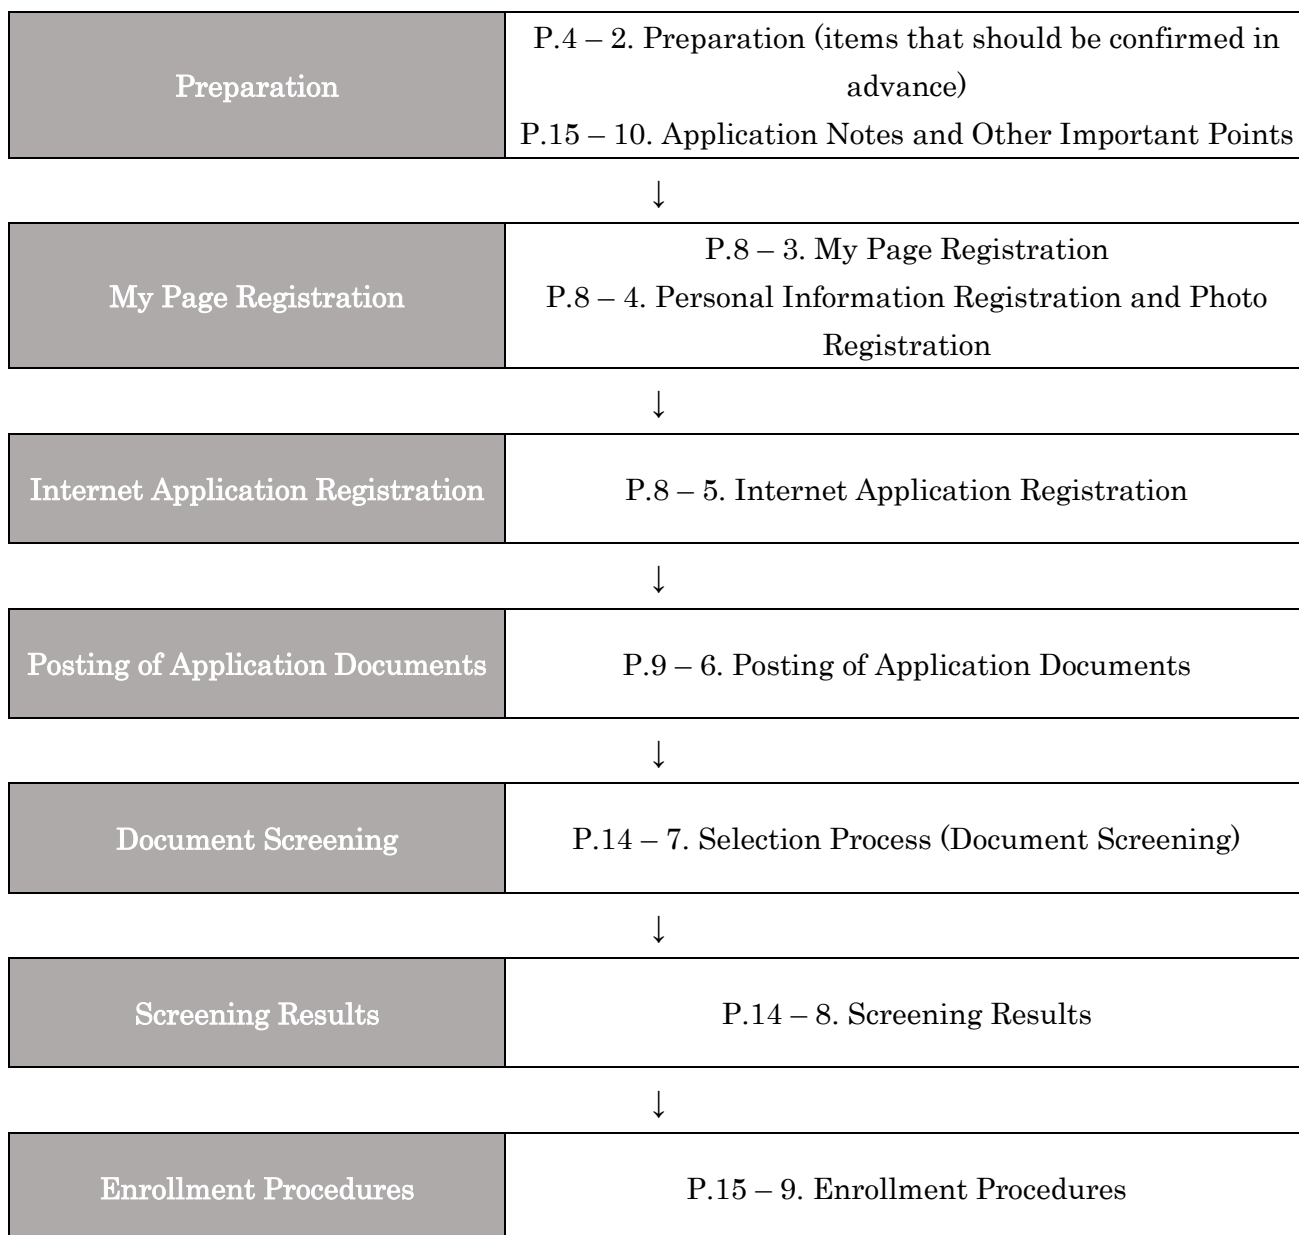 Preparation
P.4 – 2. Preparation (items that should be confirmed in
advance)
P.15 – 10. Application Notes and Other Important Points
↓
My Page Registration
P.8 – 3. My Page Registration
P.8 – 4. Personal Information Registration and Photo
Registration
↓
Internet Application Registration
P.8 – 5. Internet Application Registration
↓
Posting of Application Documents
P.9 – 6. Posting of Application Documents
↓
Document Screening
P.14 – 7. Selection Process (Document Screening)
↓
Screening Results
P.14 – 8. Screening Results
↓
Enrollment Procedures
P.15 – 9. Enrollment Procedures